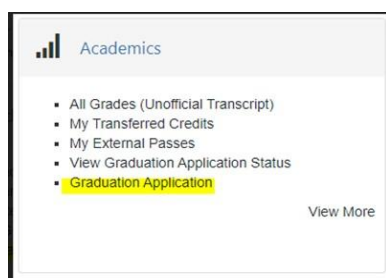 Academics
All Grades (Unofficial Transcript)
My Transferred Credits
My External Passes
View Graduation Application Status
Graduation Application
View More